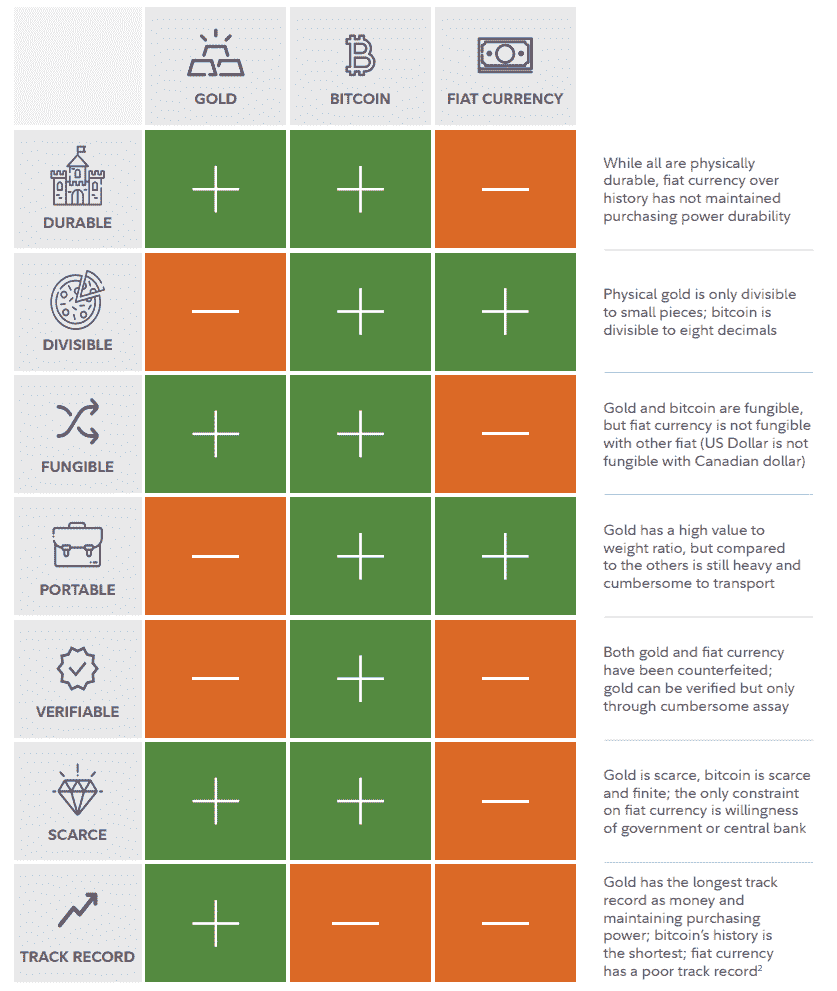 GOLD
BITCOIN
FIAT CURRENCY
DURABLE
While all are physically
durable, fiat currency over
history has not maintained
purchasing power durability
DIVISIBLE
Physical gold is only divisible
to small pieces; bitcoin is
divisible to eight decimals
FUNGIBLE
Gold and bitcoin are fungible,
but fiat currency is not fungible
with other fiat (US Dollar is not
fungible with Canadian dollar)
PORTABLE
Gold has a high value to
weight ratio, but compared
to the others is still heavy and
cumbersome to transport
VERIFIABLE
Both gold and fiat currency
have been counterfeited;
gold can be verified but only
through cumbersome assay
SCARCE
Gold is scarce, bitcoin is scarce
and finite; the only constraint
on fiat currency is willingness
of government or central bank
TRACK RECORD
Gold has the longest track
record as money and
maintaining purchasing
power; bitcoin’s history is
the shortest; fiat currency
has a poor track record²